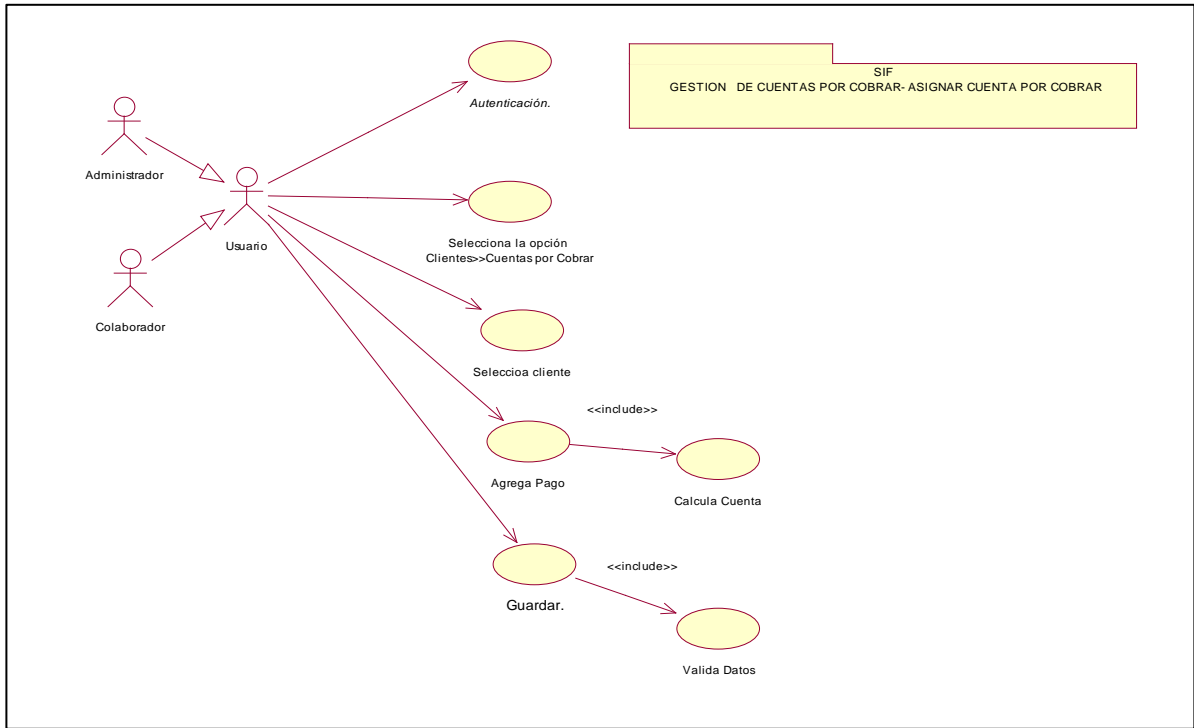 Autenticación.
SIF
GESTION DE CUENTAS POR COBRAR- ASIGNAR CUENTA POR COBRAR
Administrador
Usuario
Selecciona la opción
Clientes>>Cuentas por Cobrar
Colaborador
Seleccioa cliente
<<include>>
Agrega Pago
Calcula Cuenta
<<include>>
Guardar.
Valida Datos